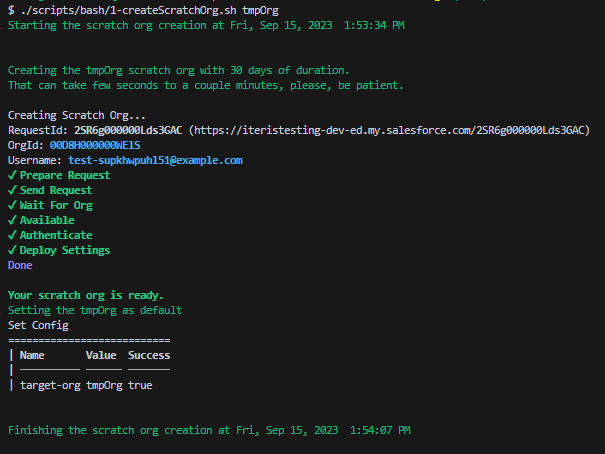 $ ./scripts/bash/1-createScratchOrg.sh tmpOrg
Starting the scratch org creation at Fri, Sep 15, 2023  1:53:34 PM
Creating the tmpOrg scratch org with 30 days of duration.
That can take few seconds to a couple minutes, please, be patient.
Creating Scratch Org...
RequestId: 2SR6g000000Lds3GAC (https://iteristesting-dev-ed.my.salesforce.com/2SR6g000000Lds3GAC)
OrgId: 00D8H000000WElS
Username: test-supkhwpuhl51@example.com
✓ Prepare Request
✓ Send Request
✓ Wait For Org
✓ Available
✓ Authenticate
✓ Deploy Settings
Done
Your scratch org is ready.
Setting the tmpOrg as default
Set Config
===========================
| Name       Value  Success
| ────────── ────── ───────
| target-org tmpOrg true
Finishing the scratch org creation at Fri, Sep 15, 2023  1:54:07 PM